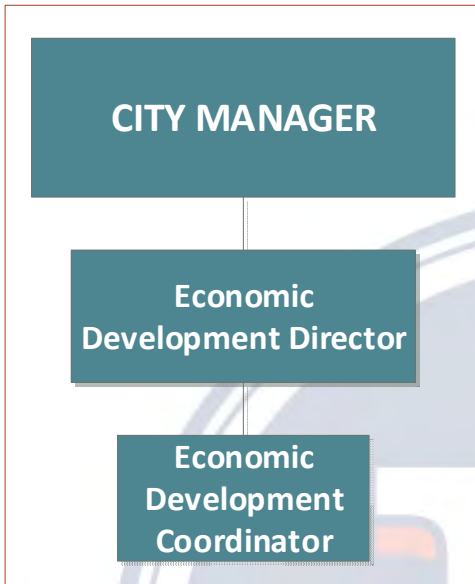 CITY MANAGER
Economic
Development Director
Economic
Development
Coordinator